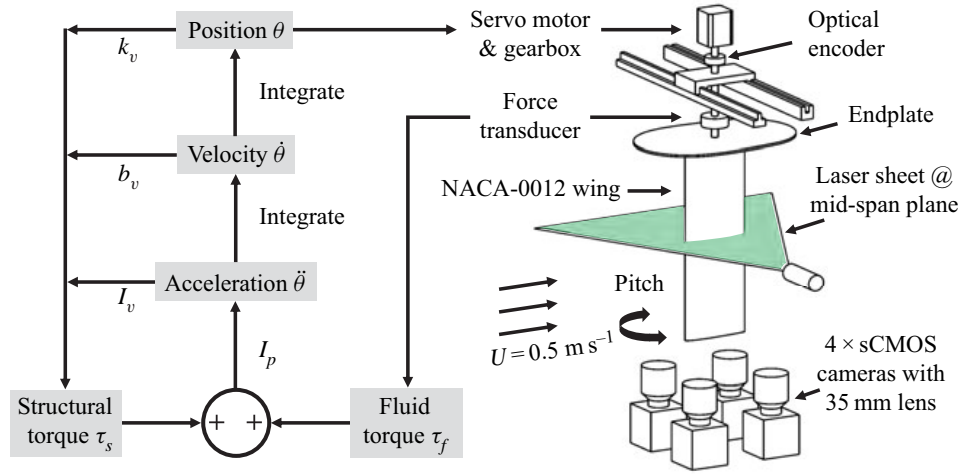 Position θ
k_v
Integrate
Velocity θ̇
b_v
Integrate
Acceleration θ̈
I_v
I_p
Structural
torque τ_s
+ +
Fluid
torque τ_f
Servo motor
& gearbox
Optical
encoder
Force
transducer
Endplate
NACA-0012 wing
Laser sheet @
mid-span plane
Pitch
U = 0.5 m s⁻¹
4 × sCMOS
cameras with
35 mm lens